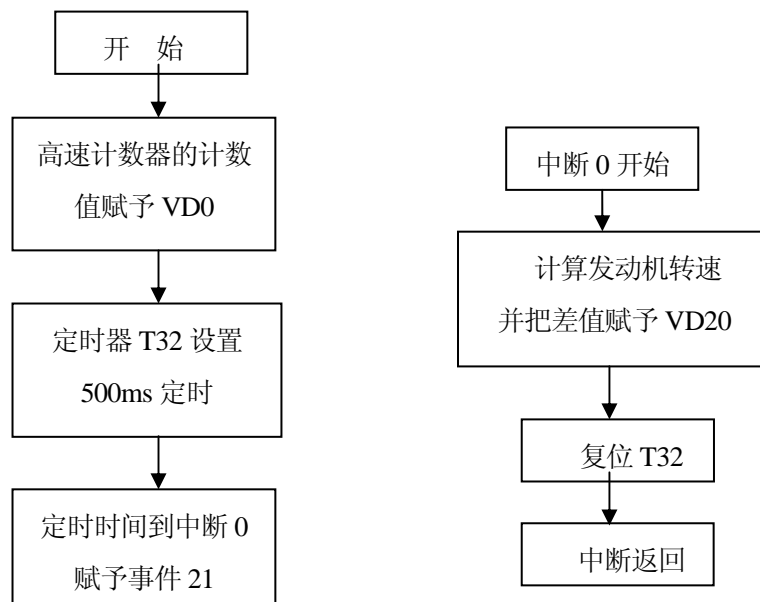 开 始
高速计数器的计数
值赋予 VD0
定时器 T32 设置
500ms 定时
定时时间到中断 0
赋予事件 21
中断 0 开始
计算发动机转速
并把差值赋予 VD20
复位 T32
中断返回